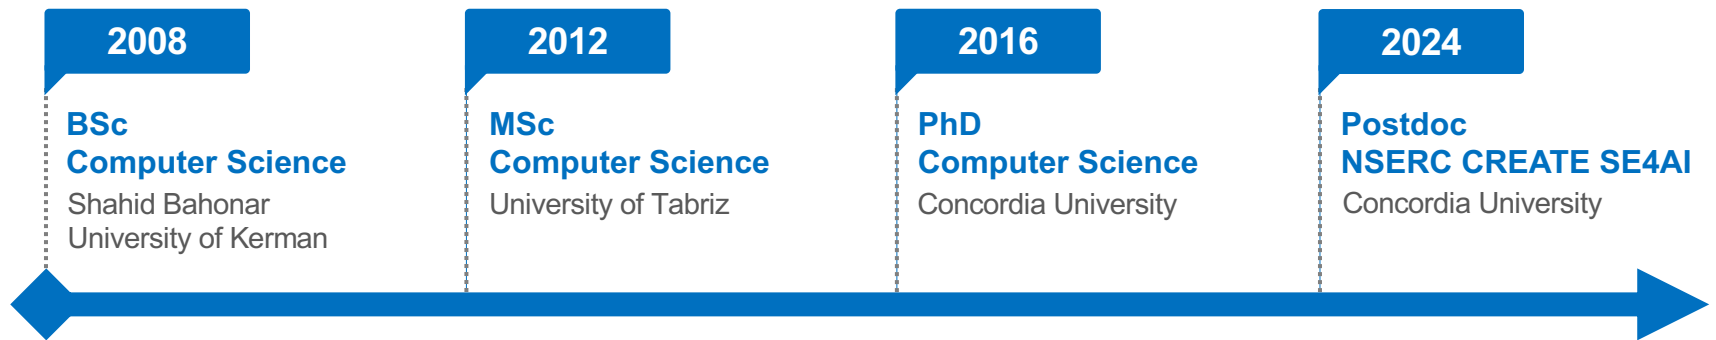 2008
BSc
Computer Science
Shahid Bahonar
University of Kerman
2012
MSc
Computer Science
University of Tabriz
2016
PhD
Computer Science
Concordia University
2024
Postdoc
NSERC CREATE SE4AI
Concordia University